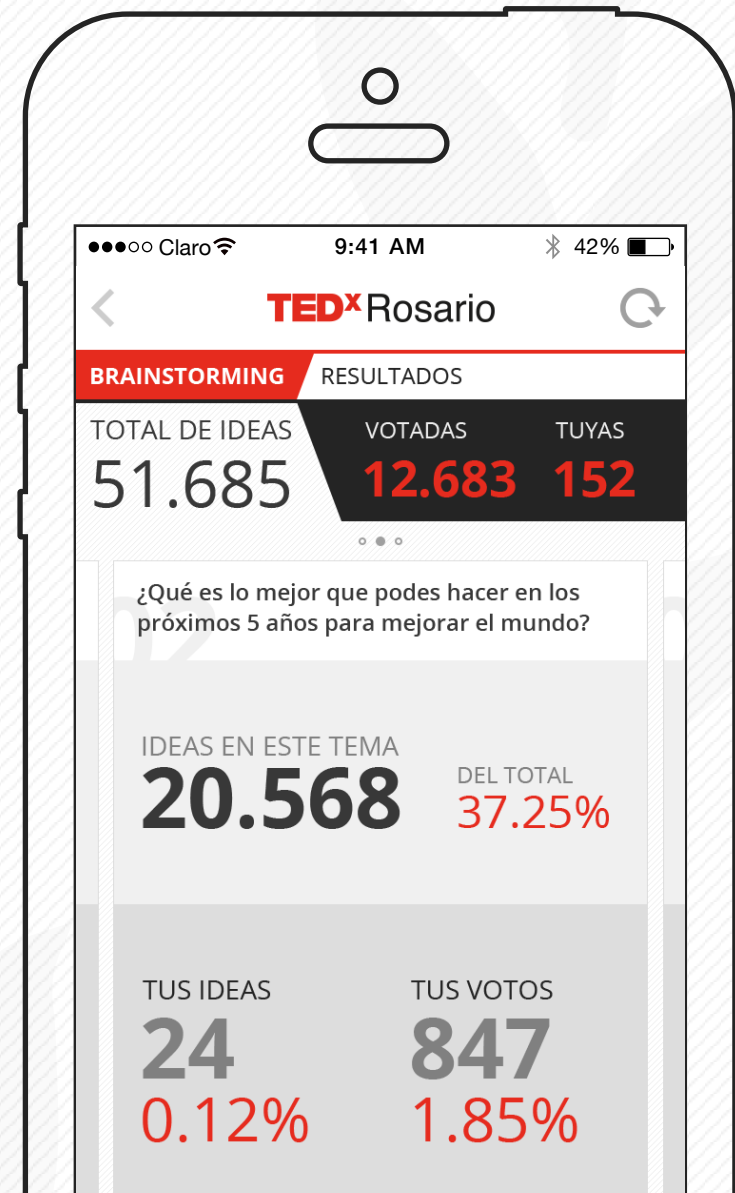 Claro 9:41 AM 42%
TEDx Rosario
BRAINSTORMING RESULTADOS
TOTAL DE IDEAS VOTADAS TUYAS
51.685 12.683 152
02
¿Qué es lo mejor que podes hacer en los
próximos 5 años para mejorar el mundo?
IDEAS EN ESTE TEMA
20.568
DEL TOTAL
37.25%
TUS IDEAS TUS VOTOS
24 847
0.12% 1.85%